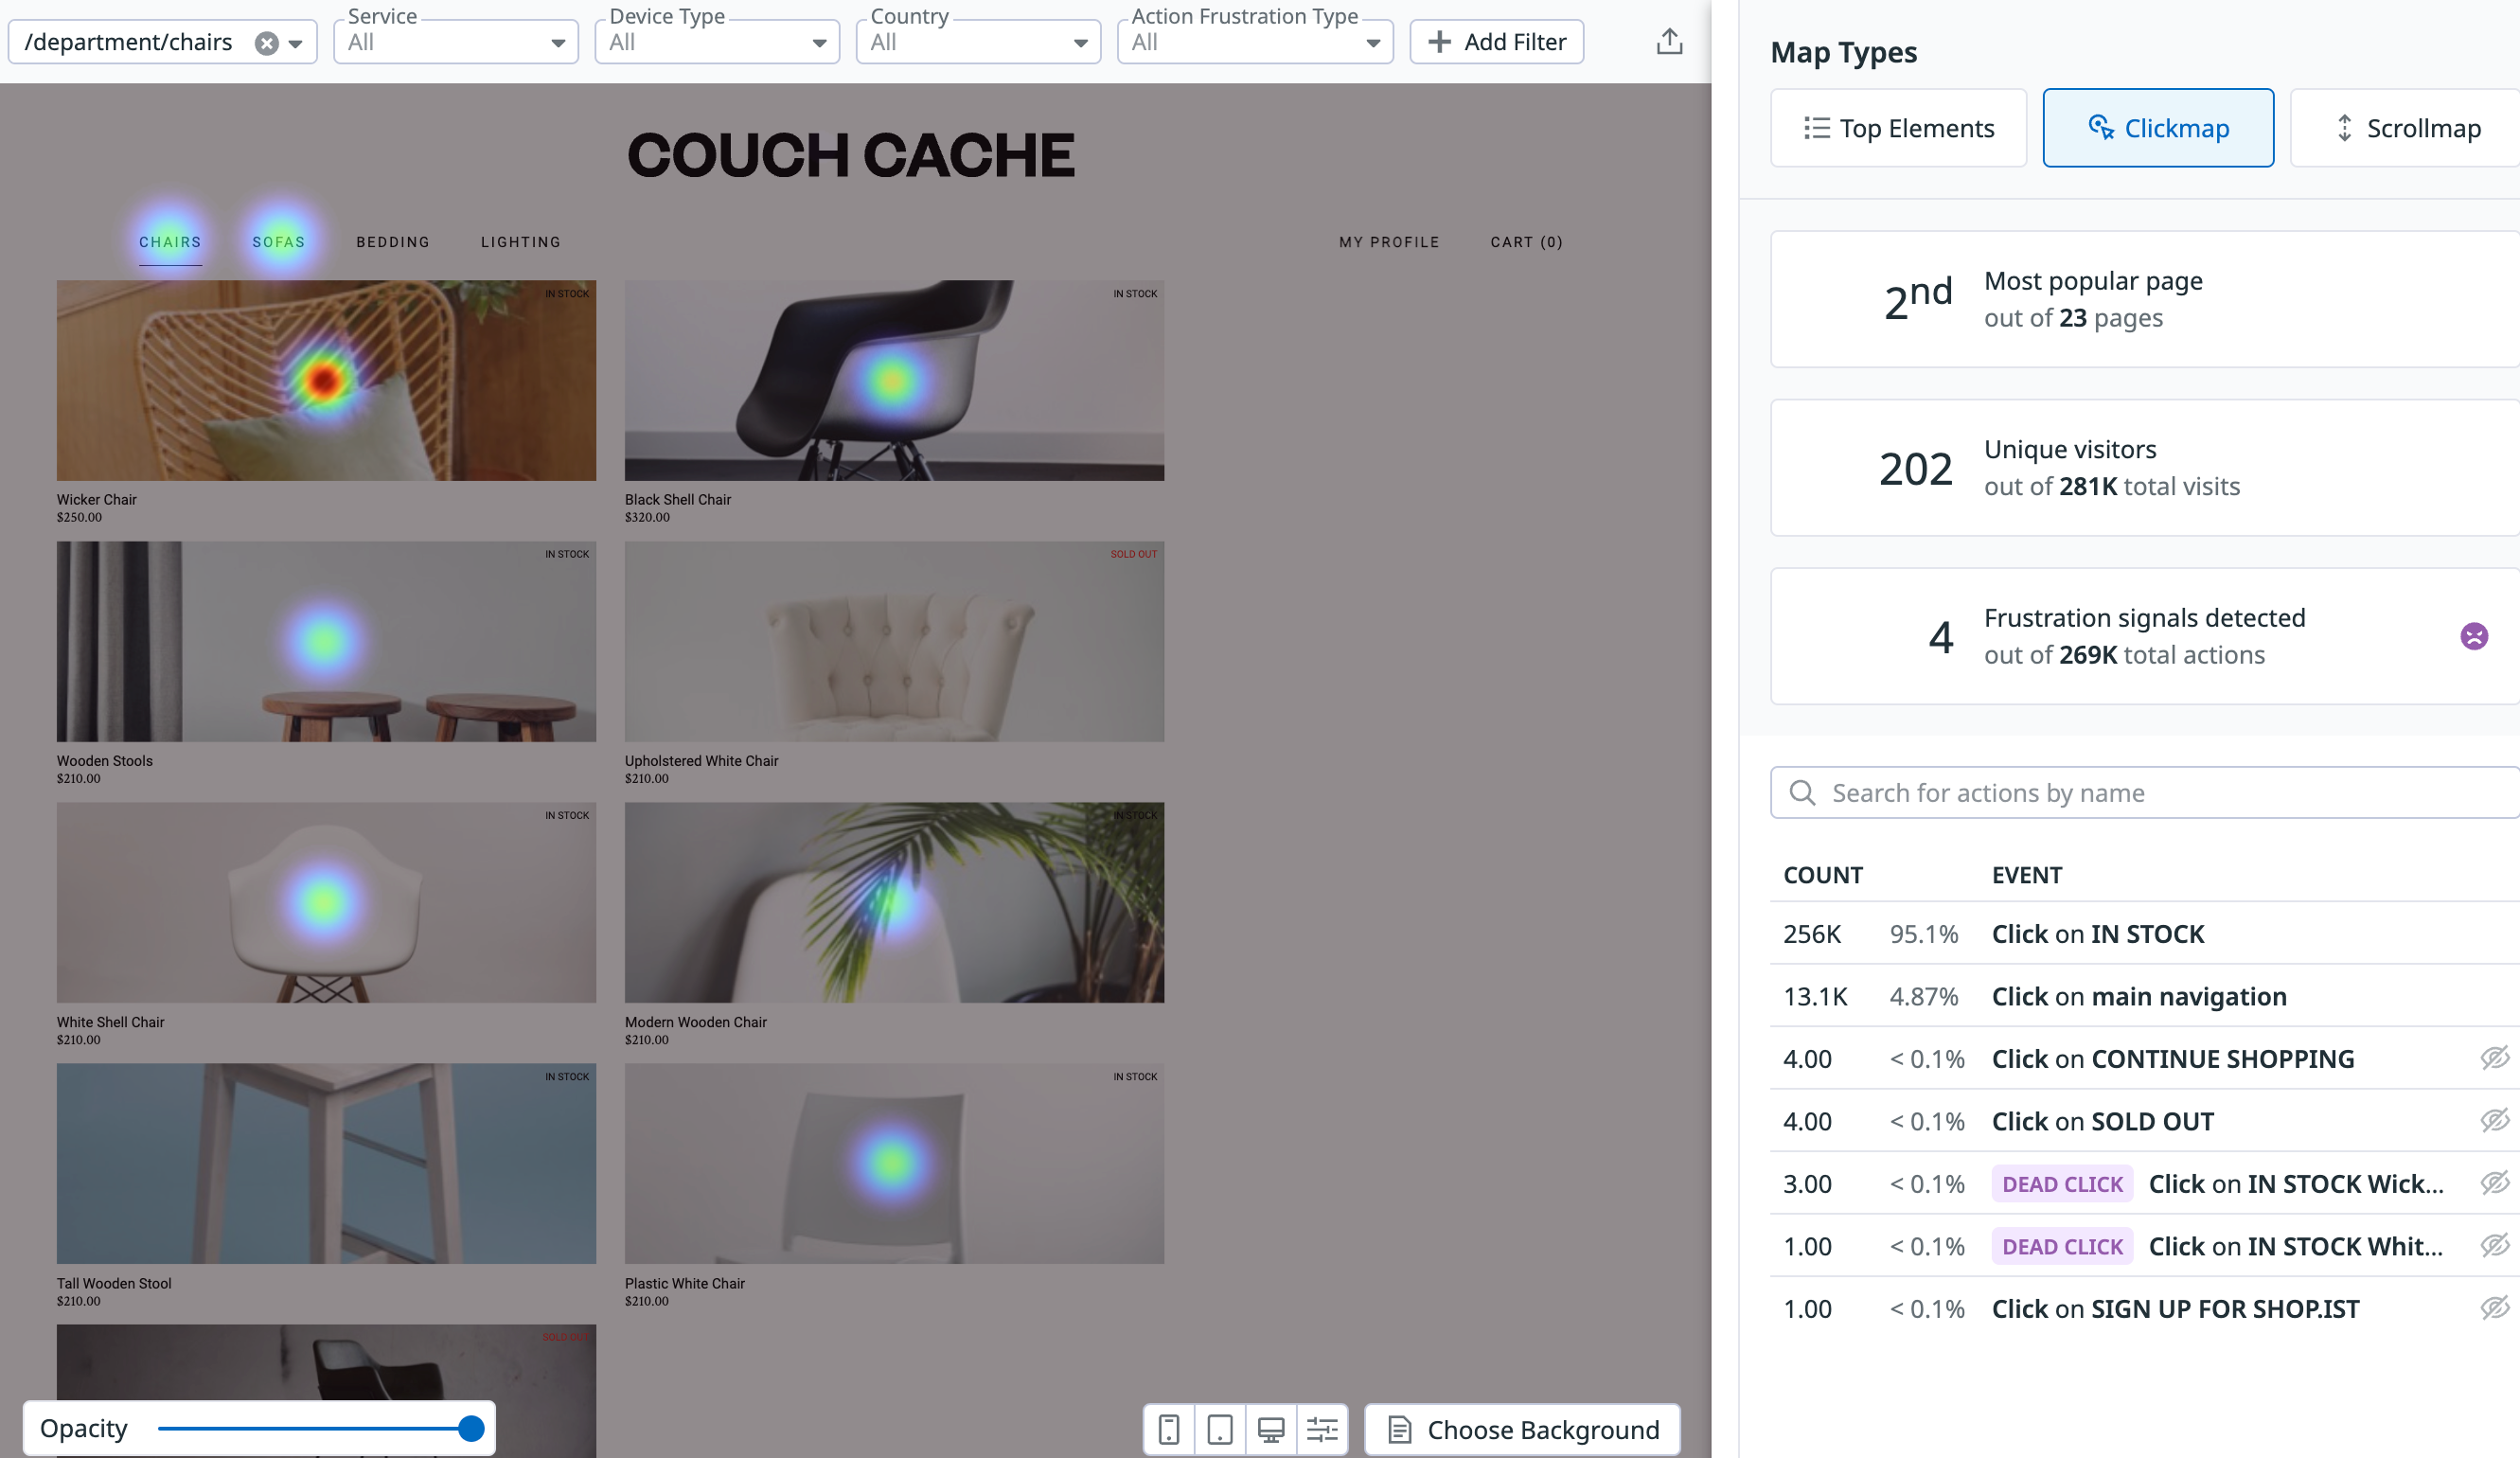 /department/chairs
Service
All
Device Type
All
Country
All
Action Frustration Type
All
Add Filter
COUCH CACHE
CHAIRS SOFAS BEDDING LIGHTING MY PROFILE CART (0)
IN STOCK
Wicker Chair
$250.00
IN STOCK
Black Shell Chair
$320.00
IN STOCK
Wooden Stools
$210.00
SOLD OUT
Upholstered White Chair
$210.00
IN STOCK
White Shell Chair
$210.00
IN STOCK
Modern Wooden Chair
$210.00
IN STOCK
Tall Wooden Stool
$210.00
IN STOCK
Plastic White Chair
$210.00
SOLD OUT
Opacity
Choose Background
Map Types
Top Elements
Clickmap
Scrollmap
2nd
Most popular page
out of 23 pages
202
Unique visitors
out of 281K total visits
4
Frustration signals detected
out of 269K total actions
Search for actions by name
COUNT EVENT
256K 95.1% Click on IN STOCK
13.1K 4.87% Click on main navigation
4.00 < 0.1% Click on CONTINUE SHOPPING
4.00 < 0.1% Click on SOLD OUT
3.00 < 0.1% DEAD CLICK Click on IN STOCK Wick...
1.00 < 0.1% DEAD CLICK Click on IN STOCK Whit...
1.00 < 0.1% Click on SIGN UP FOR SHOP.IST